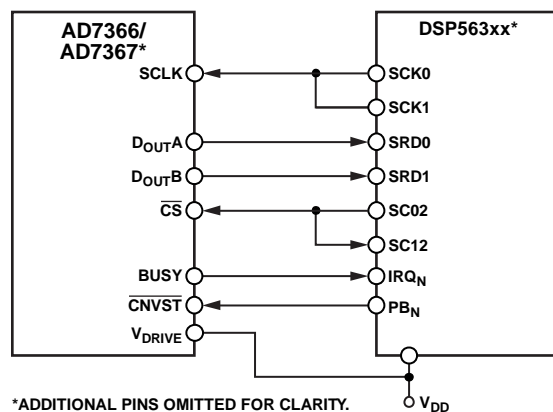 AD7366/
AD7367*
DSP563xx*
SCLK
SCK0
SCK1
DOUTA
SRD0
DOUTB
SRD1
CS
SC02
SC12
BUSY
IRQN
CNVST
PBN
VDRIVE
VDD
*ADDITIONAL PINS OMITTED FOR CLARITY.